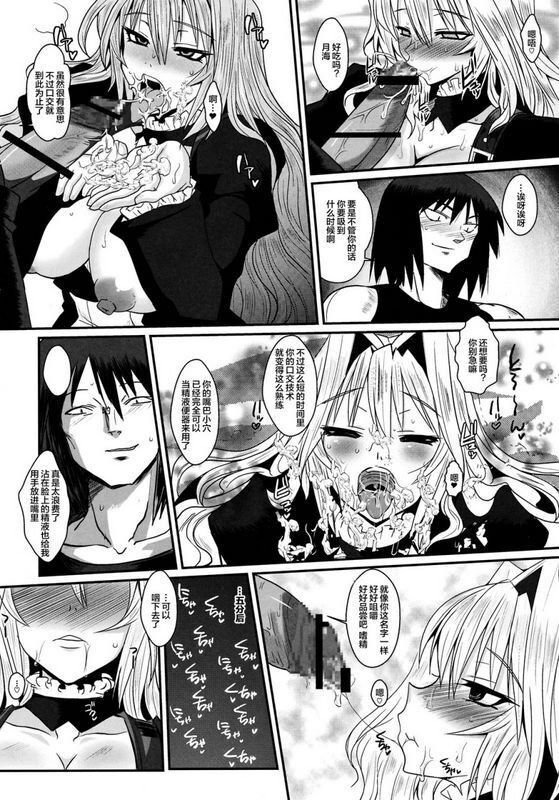 嗯唔♡
好吃吗?
月海
啊…
♡
虽然很有意思
不过口交就
到此为止了
…诶呀诶呀
要是不管你的话
你要吸到
什么时候啊
还想要吗?
你别急嘛
不过这么短的时间里
你的口交技术
就变得这么熟练
嗯♡
你的嘴巴小穴
已经完全可以
当精液便器来用了
真是太浪费了
沾在脸上的精液也给我
用手放进嘴里
就像你这名字一样
好好咀嚼
好好品尝吧 嗜精
嗯♡
…五分后
…可以
咽下去了